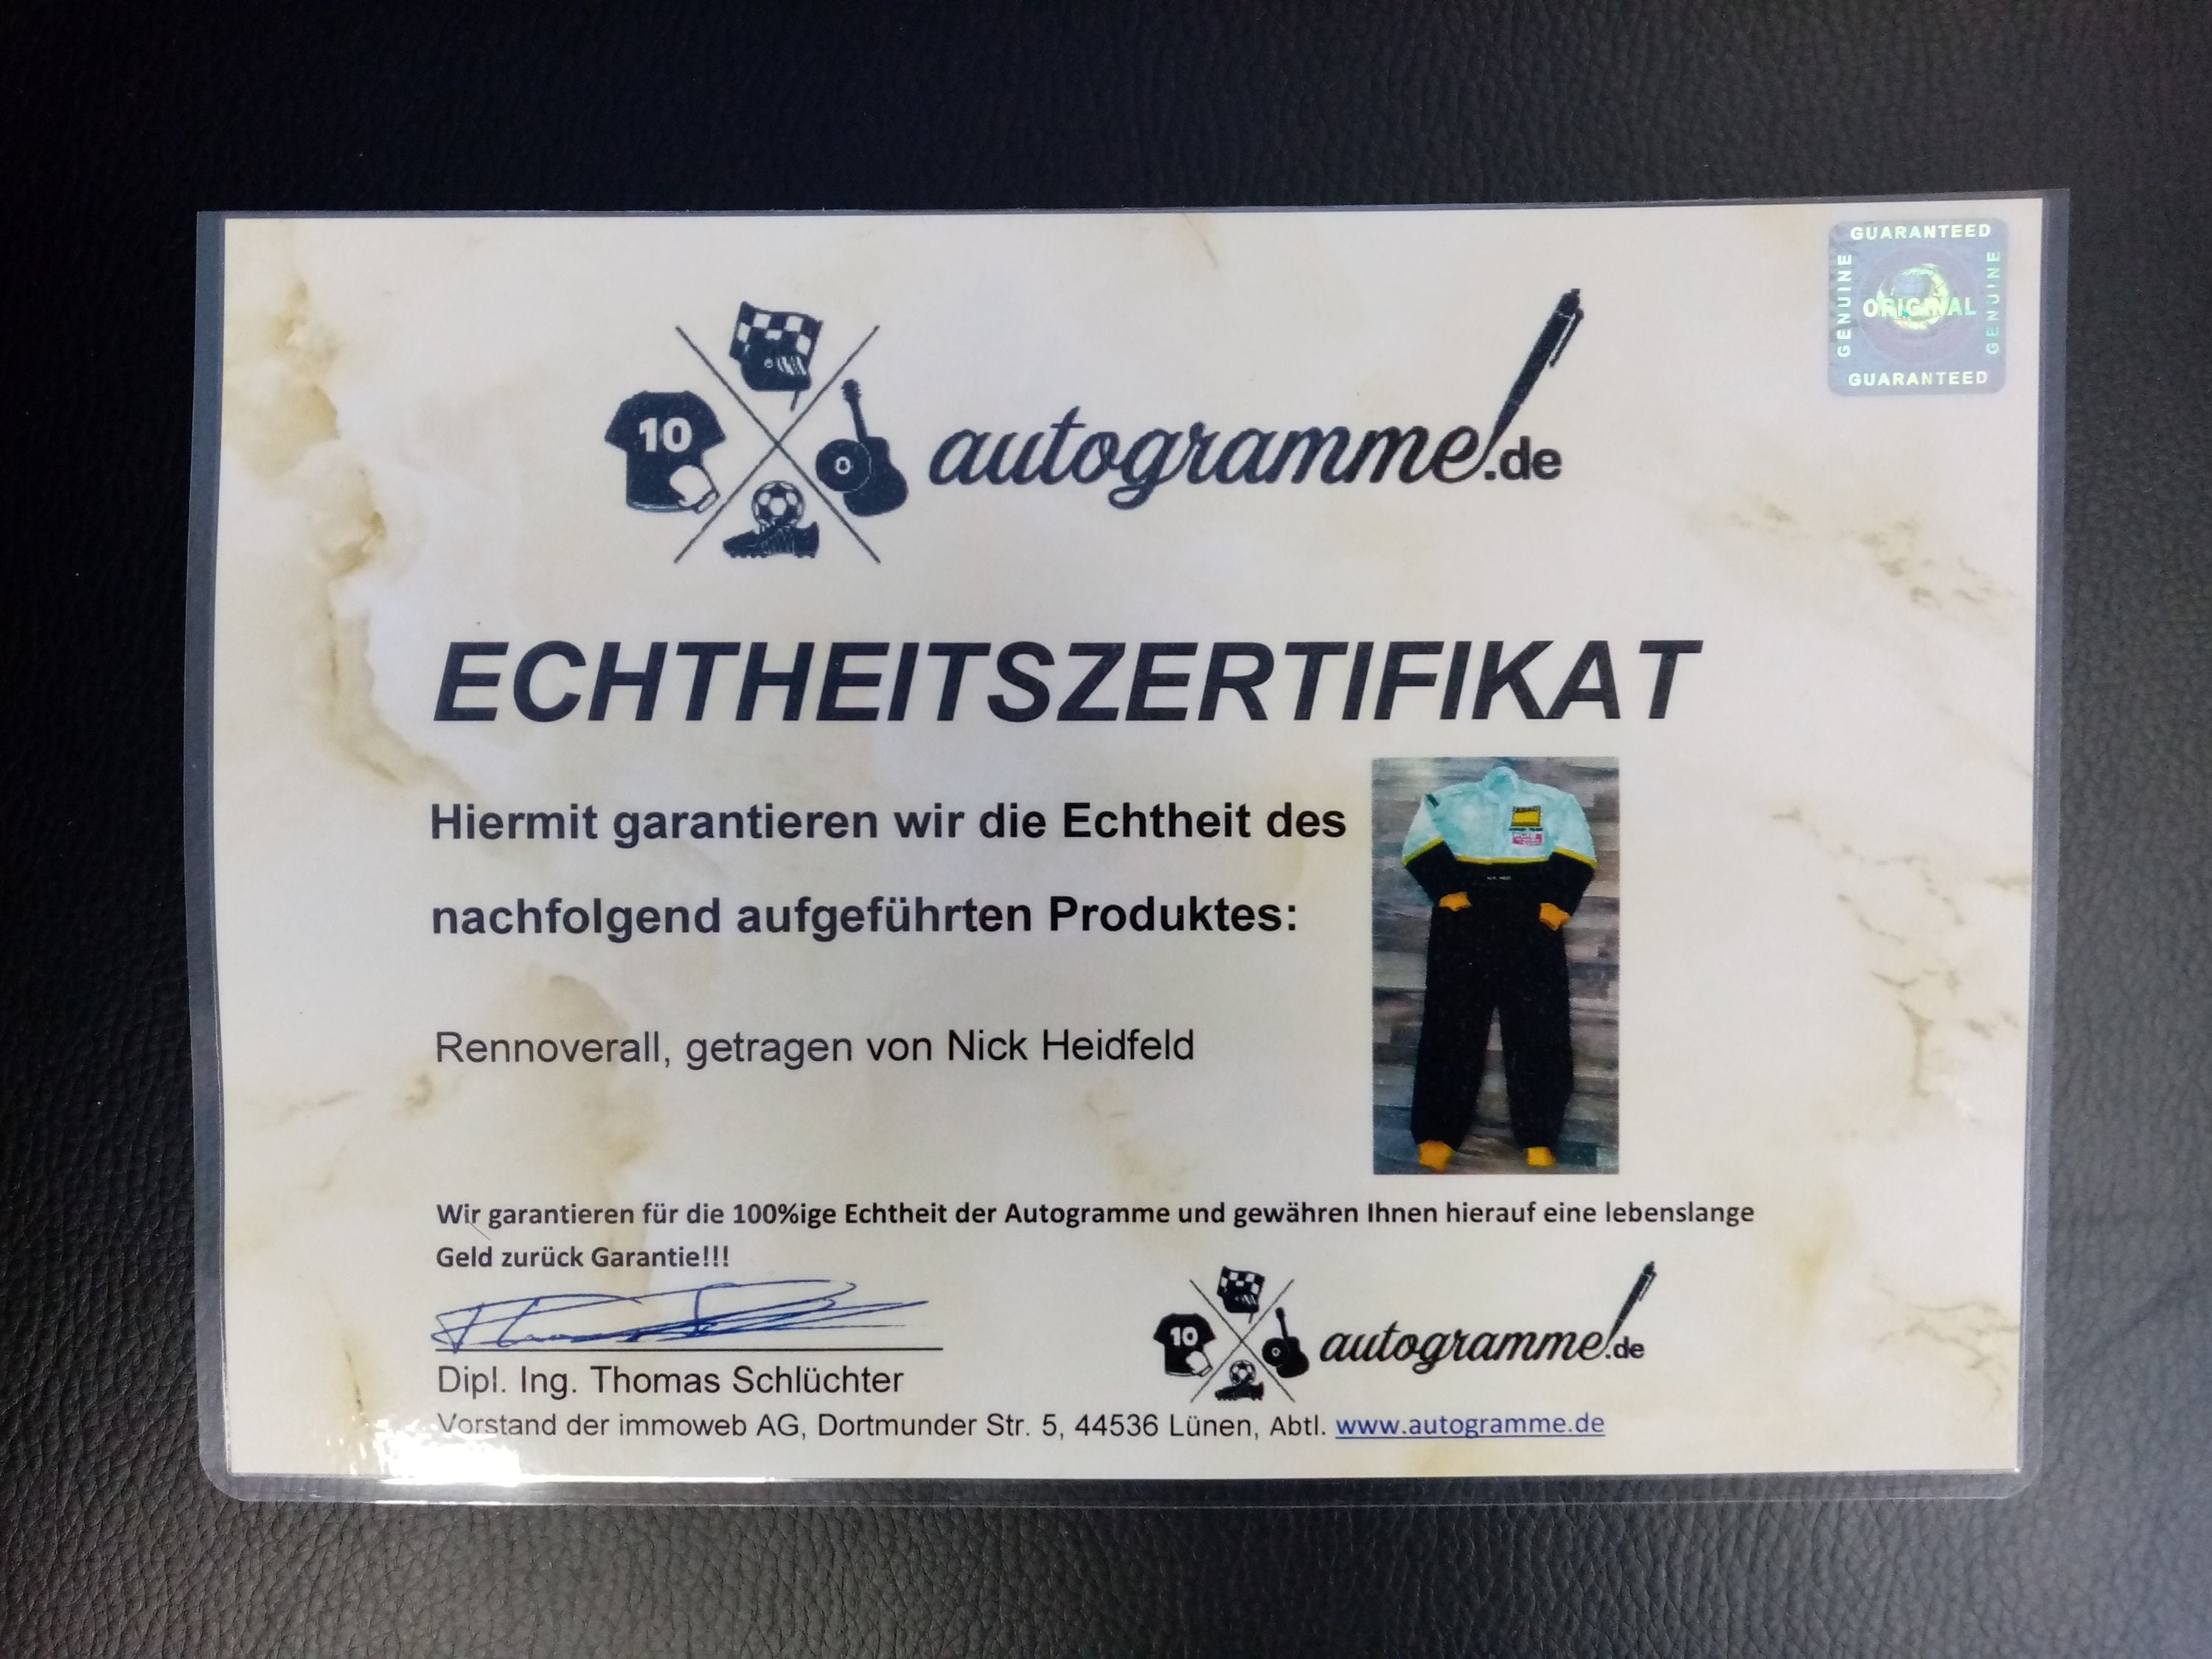 GUARANTEED
GENUINE
ORIGINAL
GENUINE
GUARANTEED
10
autogramme.de
ECHTHEITSZERTIFIKAT
Hiermit garantieren wir die Echtheit des
nachfolgend aufgeführten Produktes:
Rennoverall, getragen von Nick Heidfeld
Wir garantieren für die 100%ige Echtheit der Autogramme und gewähren Ihnen hierauf eine lebenslange
Geld zurück Garantie!!!
10
autogramme.de
Dipl. Ing. Thomas Schlüchter
Vorstand der immoweb AG, Dortmunder Str. 5, 44536 Lünen, Abtl. www.autogramme.de